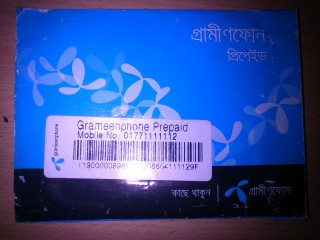 গ্রামীণফোন
প্রিপেইড
Grameenphone Prepaid
Mobile No: 01771111112
কাছে থাকুন
গ্রামীণফোন